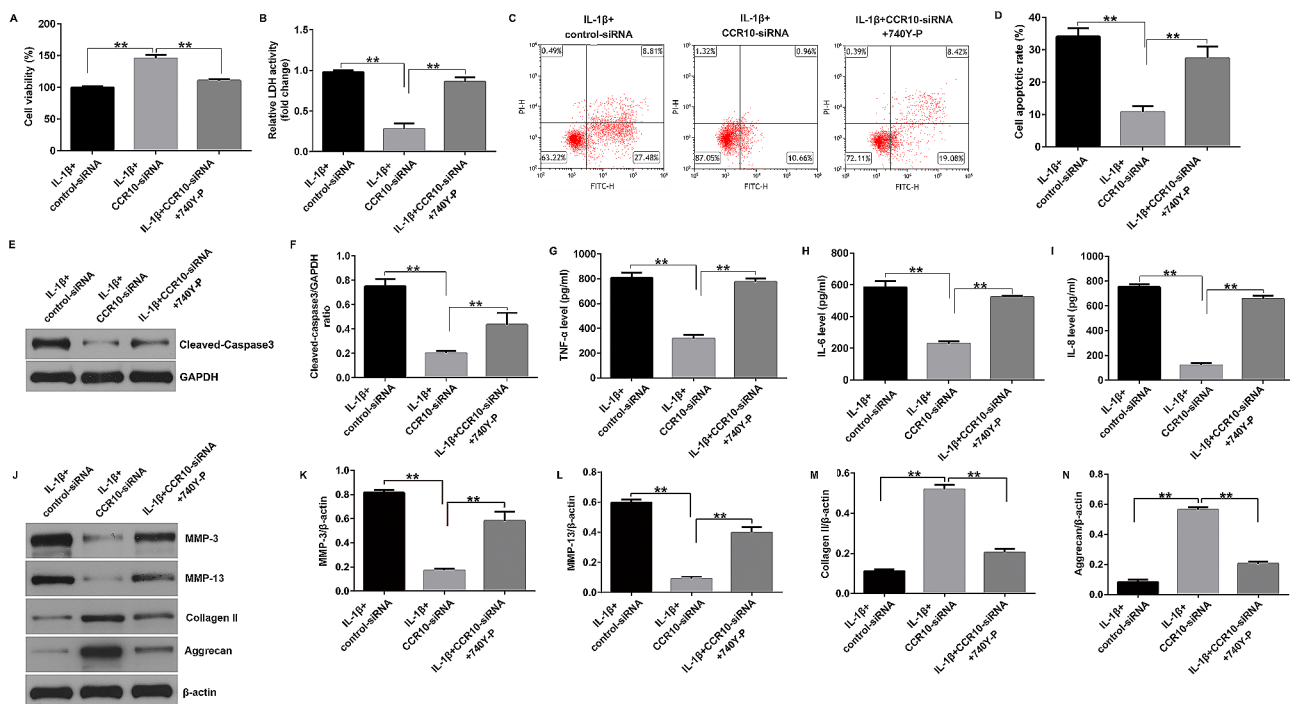 A
Cell viability (%)
200
150
100
50
0
**
**
IL-1β+
control-siRNA
IL-1β+
CCR10-siRNA
IL-1β+CCR10-siRNA
+740Y-P
B
Relative LDH activity
(fold change)
1.5
1.0
0.5
0.0
**
**
IL-1β+
control-siRNA
IL-1β+
CCR10-siRNA
IL-1β+CCR10-siRNA
+740Y-P
C
IL-1β+
control-siRNA
0.49%
8.81%
63.22%
27.48%
PI-H
FITC-H
IL-1β+
CCR10-siRNA
1.32%
0.96%
87.05%
10.66%
PI-H
FITC-H
IL-1β+CCR10-siRNA
+740Y-P
0.39%
8.42%
72.11%
19.08%
PI-H
FITC-H
D
Cell apoptotic rate (%)
40
30
20
10
0
**
**
IL-1β+
control-siRNA
IL-1β+
CCR10-siRNA
IL-1β+CCR10-siRNA
+740Y-P
E
IL-1β+
control-siRNA
IL-1β+
CCR10-siRNA
IL-1β+CCR10-siRNA
+740Y-P
Cleaved-Caspase3
GAPDH
F
Cleaved-caspase3/GAPDH
ratio
1.0
0.8
0.6
0.4
0.2
0.0
**
**
IL-1β+
control-siRNA
IL-1β+
CCR10-siRNA
IL-1β+CCR10-siRNA
+740Y-P
G
TNF-α level (pg/ml)
1000
800
600
400
200
0
**
**
IL-1β+
control-siRNA
IL-1β+
CCR10-siRNA
IL-1β+CCR10-siRNA
+740Y-P
H
IL-6 level (pg/ml)
800
600
400
200
0
**
**
IL-1β+
control-siRNA
IL-1β+
CCR10-siRNA
IL-1β+CCR10-siRNA
+740Y-P
I
IL-8 level (pg/ml)
1000
800
600
400
200
0
**
**
IL-1β+
control-siRNA
IL-1β+
CCR10-siRNA
IL-1β+CCR10-siRNA
+740Y-P
J
IL-1β+
control-siRNA
IL-1β+
CCR10-siRNA
IL-1β+CCR10-siRNA
+740Y-P
MMP-3
MMP-13
Collagen II
Aggrecan
β-actin
K
MMP-3/β-actin
1.0
0.8
0.6
0.4
0.2
0.0
**
**
IL-1β+
control-siRNA
IL-1β+
CCR10-siRNA
IL-1β+CCR10-siRNA
+740Y-P
L
MMP-13/β-actin
0.8
0.6
0.4
0.2
0.0
**
**
IL-1β+
control-siRNA
IL-1β+
CCR10-siRNA
IL-1β+CCR10-siRNA
+740Y-P
M
Collagen II/β-actin
0.6
0.4
0.2
0.0
**
**
IL-1β+
control-siRNA
IL-1β+
CCR10-siRNA
IL-1β+CCR10-siRNA
+740Y-P
N
Aggrecan/β-actin
0.8
0.6
0.4
0.2
0.0
**
**
IL-1β+
control-siRNA
IL-1β+
CCR10-siRNA
IL-1β+CCR10-siRNA
+740Y-P